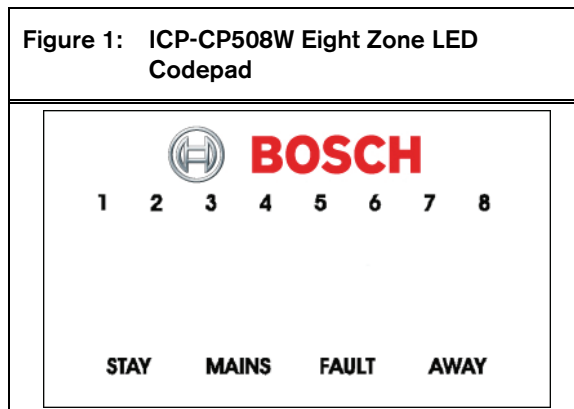 Figure 1: ICP-CP508W Eight Zone LED
Codepad
BOSCH
1 2 3 4 5 6 7 8
STAY MAINS FAULT AWAY